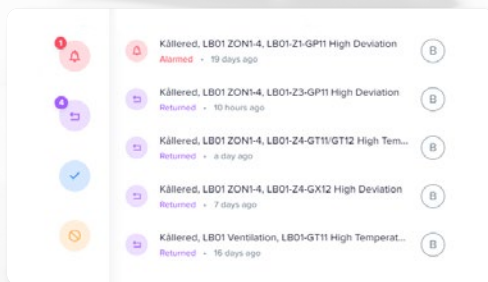 1
4
Kållered, LB01 ZON1-4, LB01-Z1-GP11 High Deviation
Alarmed • 19 days ago
B
Kållered, LB01 ZON1-4, LB01-Z3-GP11 High Deviation
Returned • 10 hours ago
B
Kållered, LB01 ZON1-4, LB01-Z4-GT11/GT12 High Tem...
Returned • a day ago
B
Kållered, LB01 ZON1-4, LB01-Z4-GX12 High Deviation
Returned • 7 days ago
B
Kållered, LB01 Ventilation, LB01-GT11 High Temperat...
Returned • 16 days ago
B